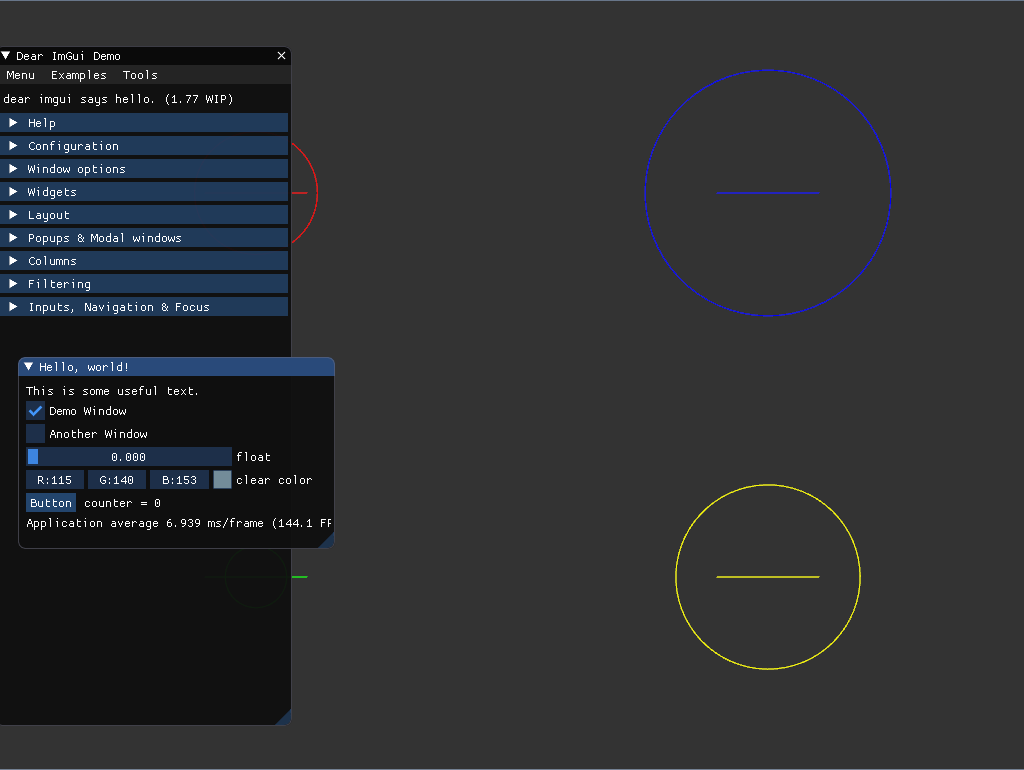 Dear ImGui Demo
Menu Examples Tools
dear imgui says hello. (1.77 WIP)
Help
Configuration
Window options
Widgets
Layout
Popups & Modal windows
Columns
Filtering
Inputs, Navigation & Focus
Hello, world!
This is some useful text.
Demo Window
Another Window
0.000 float
R:115 G:140 B:153 clear color
Button counter = 0
Application average 6.939 ms/frame (144.1